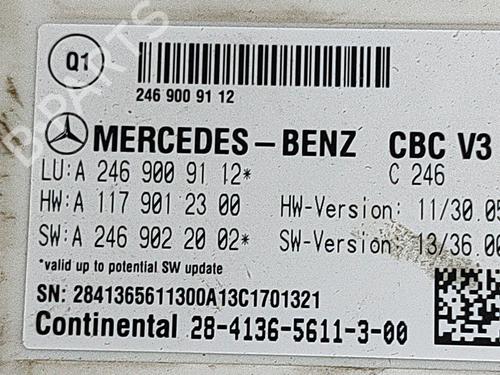 Q1
246 900 91 12
MERCEDES-BENZ CBC V3
LU:A 246 900 91 12* C 246
HW:A 117 901 23 00 HW-Version: 11/30.05
SW:A 246 902 20 02* SW-Version: 13/36.00
*valid up to potential SW update
SN: 2841365611300A13C1701321
Continental 28-4136-5611-3-00